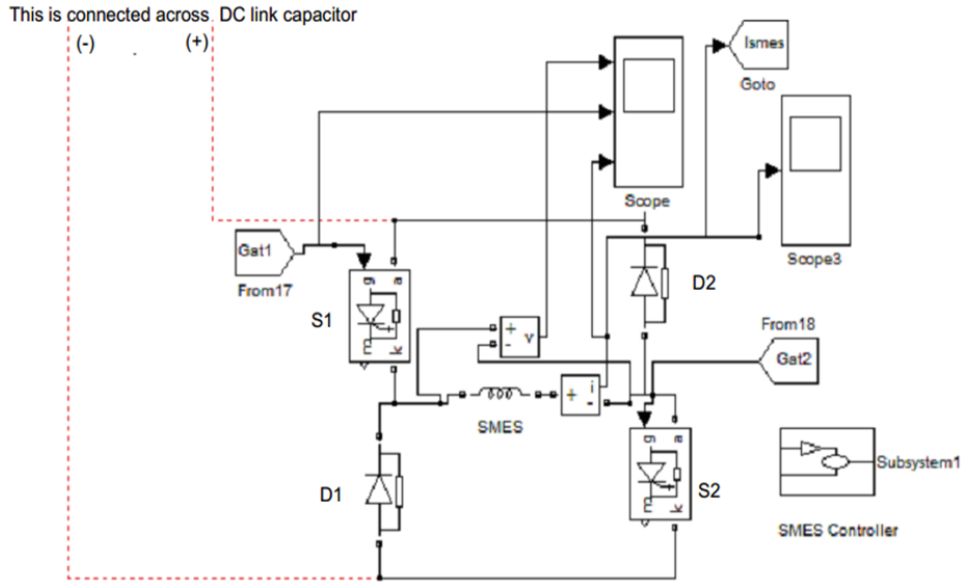 This is connected across. DC link capacitor
(-) (+)
Ismes
Goto
Scope
Scope3
Gat1
From17
g a
m k
S1
D2
From18
Gat2
+
-
v
+ i
-
SMES
g a
m k
S2
D1
Subsystem1
SMES Controller